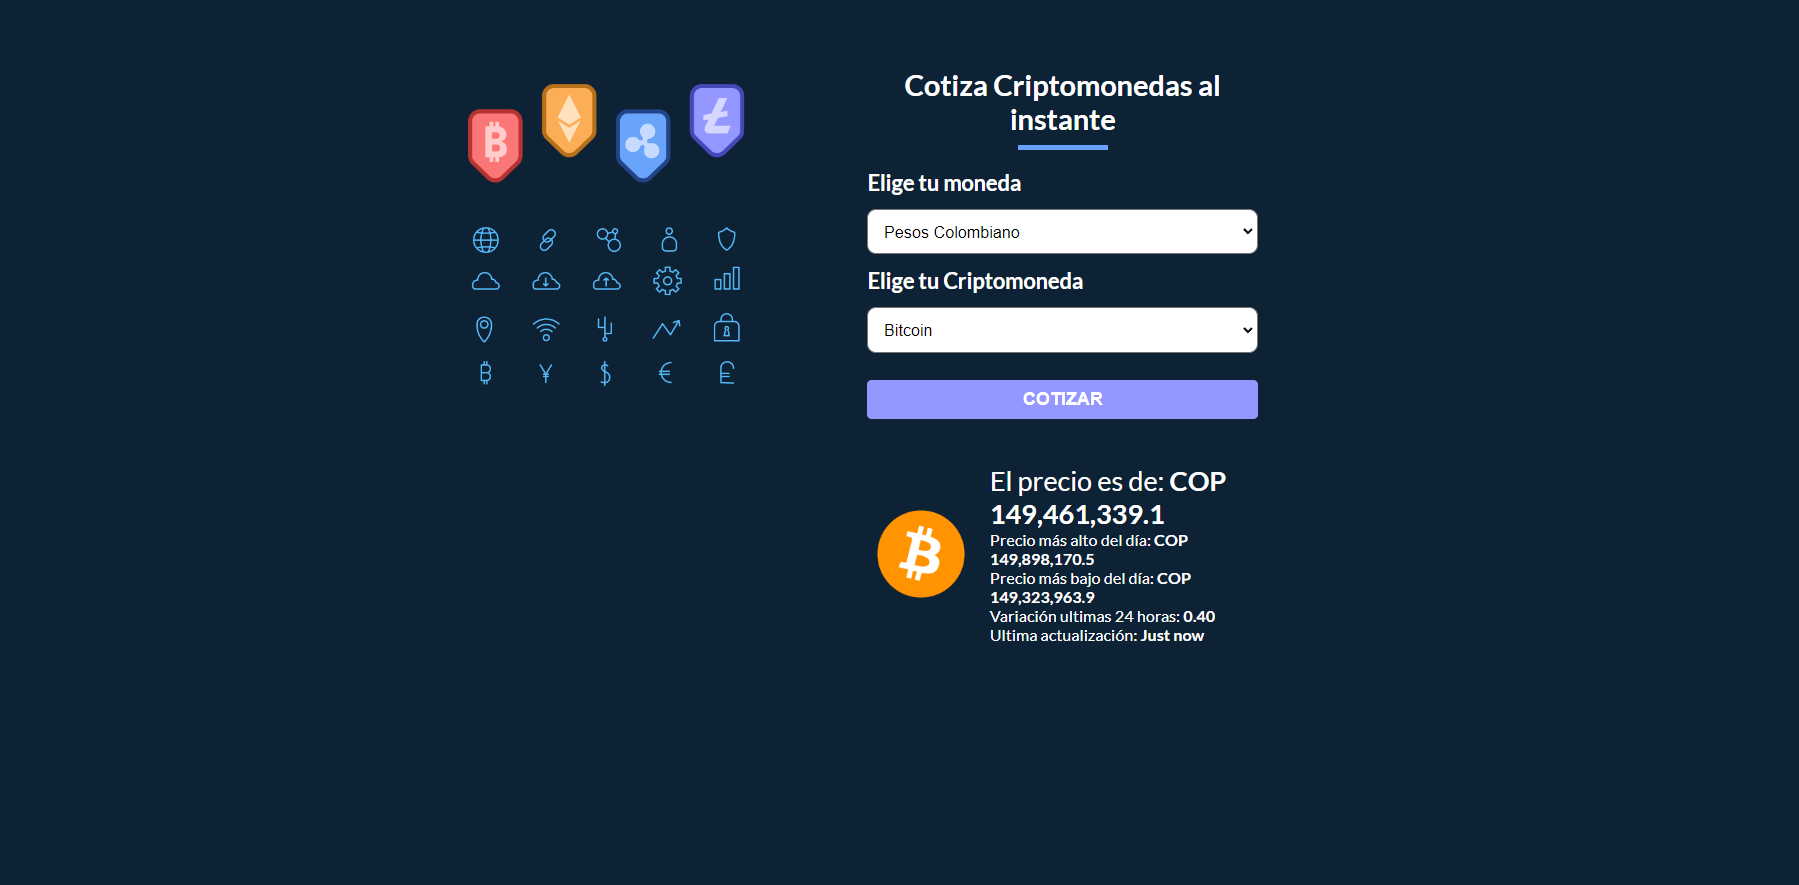 Cotiza Criptomonedas al
instante
Elige tu moneda
Pesos Colombiano
Elige tu Criptomoneda
Bitcoin
COTIZAR
El precio es de: COP
149,461,339.1
Precio más alto del día: COP
149,898,170.5
Precio más bajo del día: COP
149,323,963.9
Variación ultimas 24 horas: 0.40
Ultima actualización: Just now